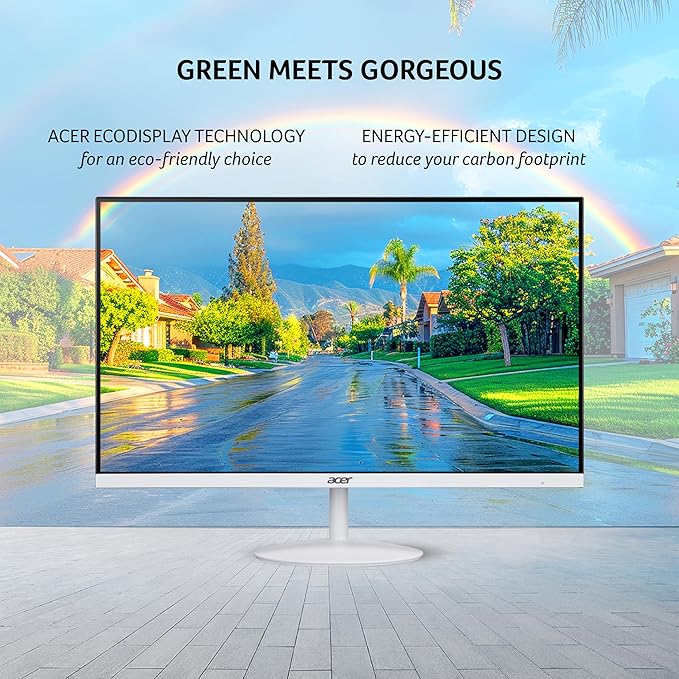 GREEN MEETS GORGEOUS
ACER ECODISPLAY TECHNOLOGY
for an eco-friendly choice
ENERGY-EFFICIENT DESIGN
to reduce your carbon footprint
acer